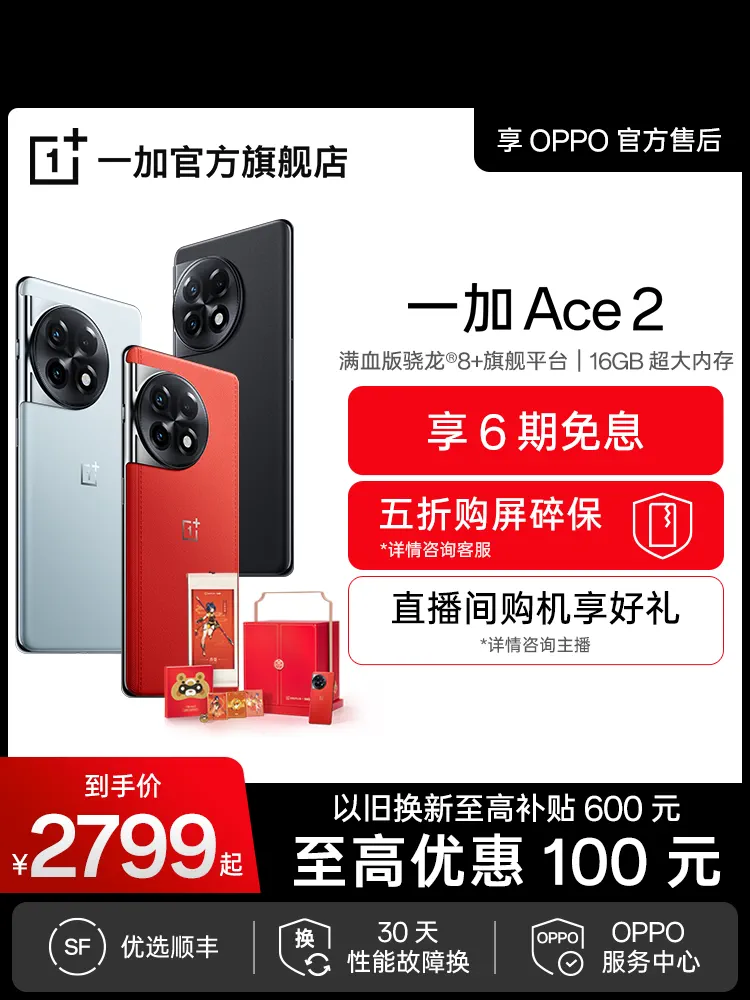 享 OPPO 官方售后
1+ 一加官方旗舰店
一加 Ace 2
满血版骁龙®8+旗舰平台 | 16GB 超大内存
享 6 期免息
五折购屏碎保
*详情咨询客服
直播间购机享好礼
*详情咨询主播
到手价
¥2799起
以旧换新至高补贴 600 元
至高优惠 100 元
SF 优选顺丰
换 30 天
性能故障换
OPPO OPPO
服务中心